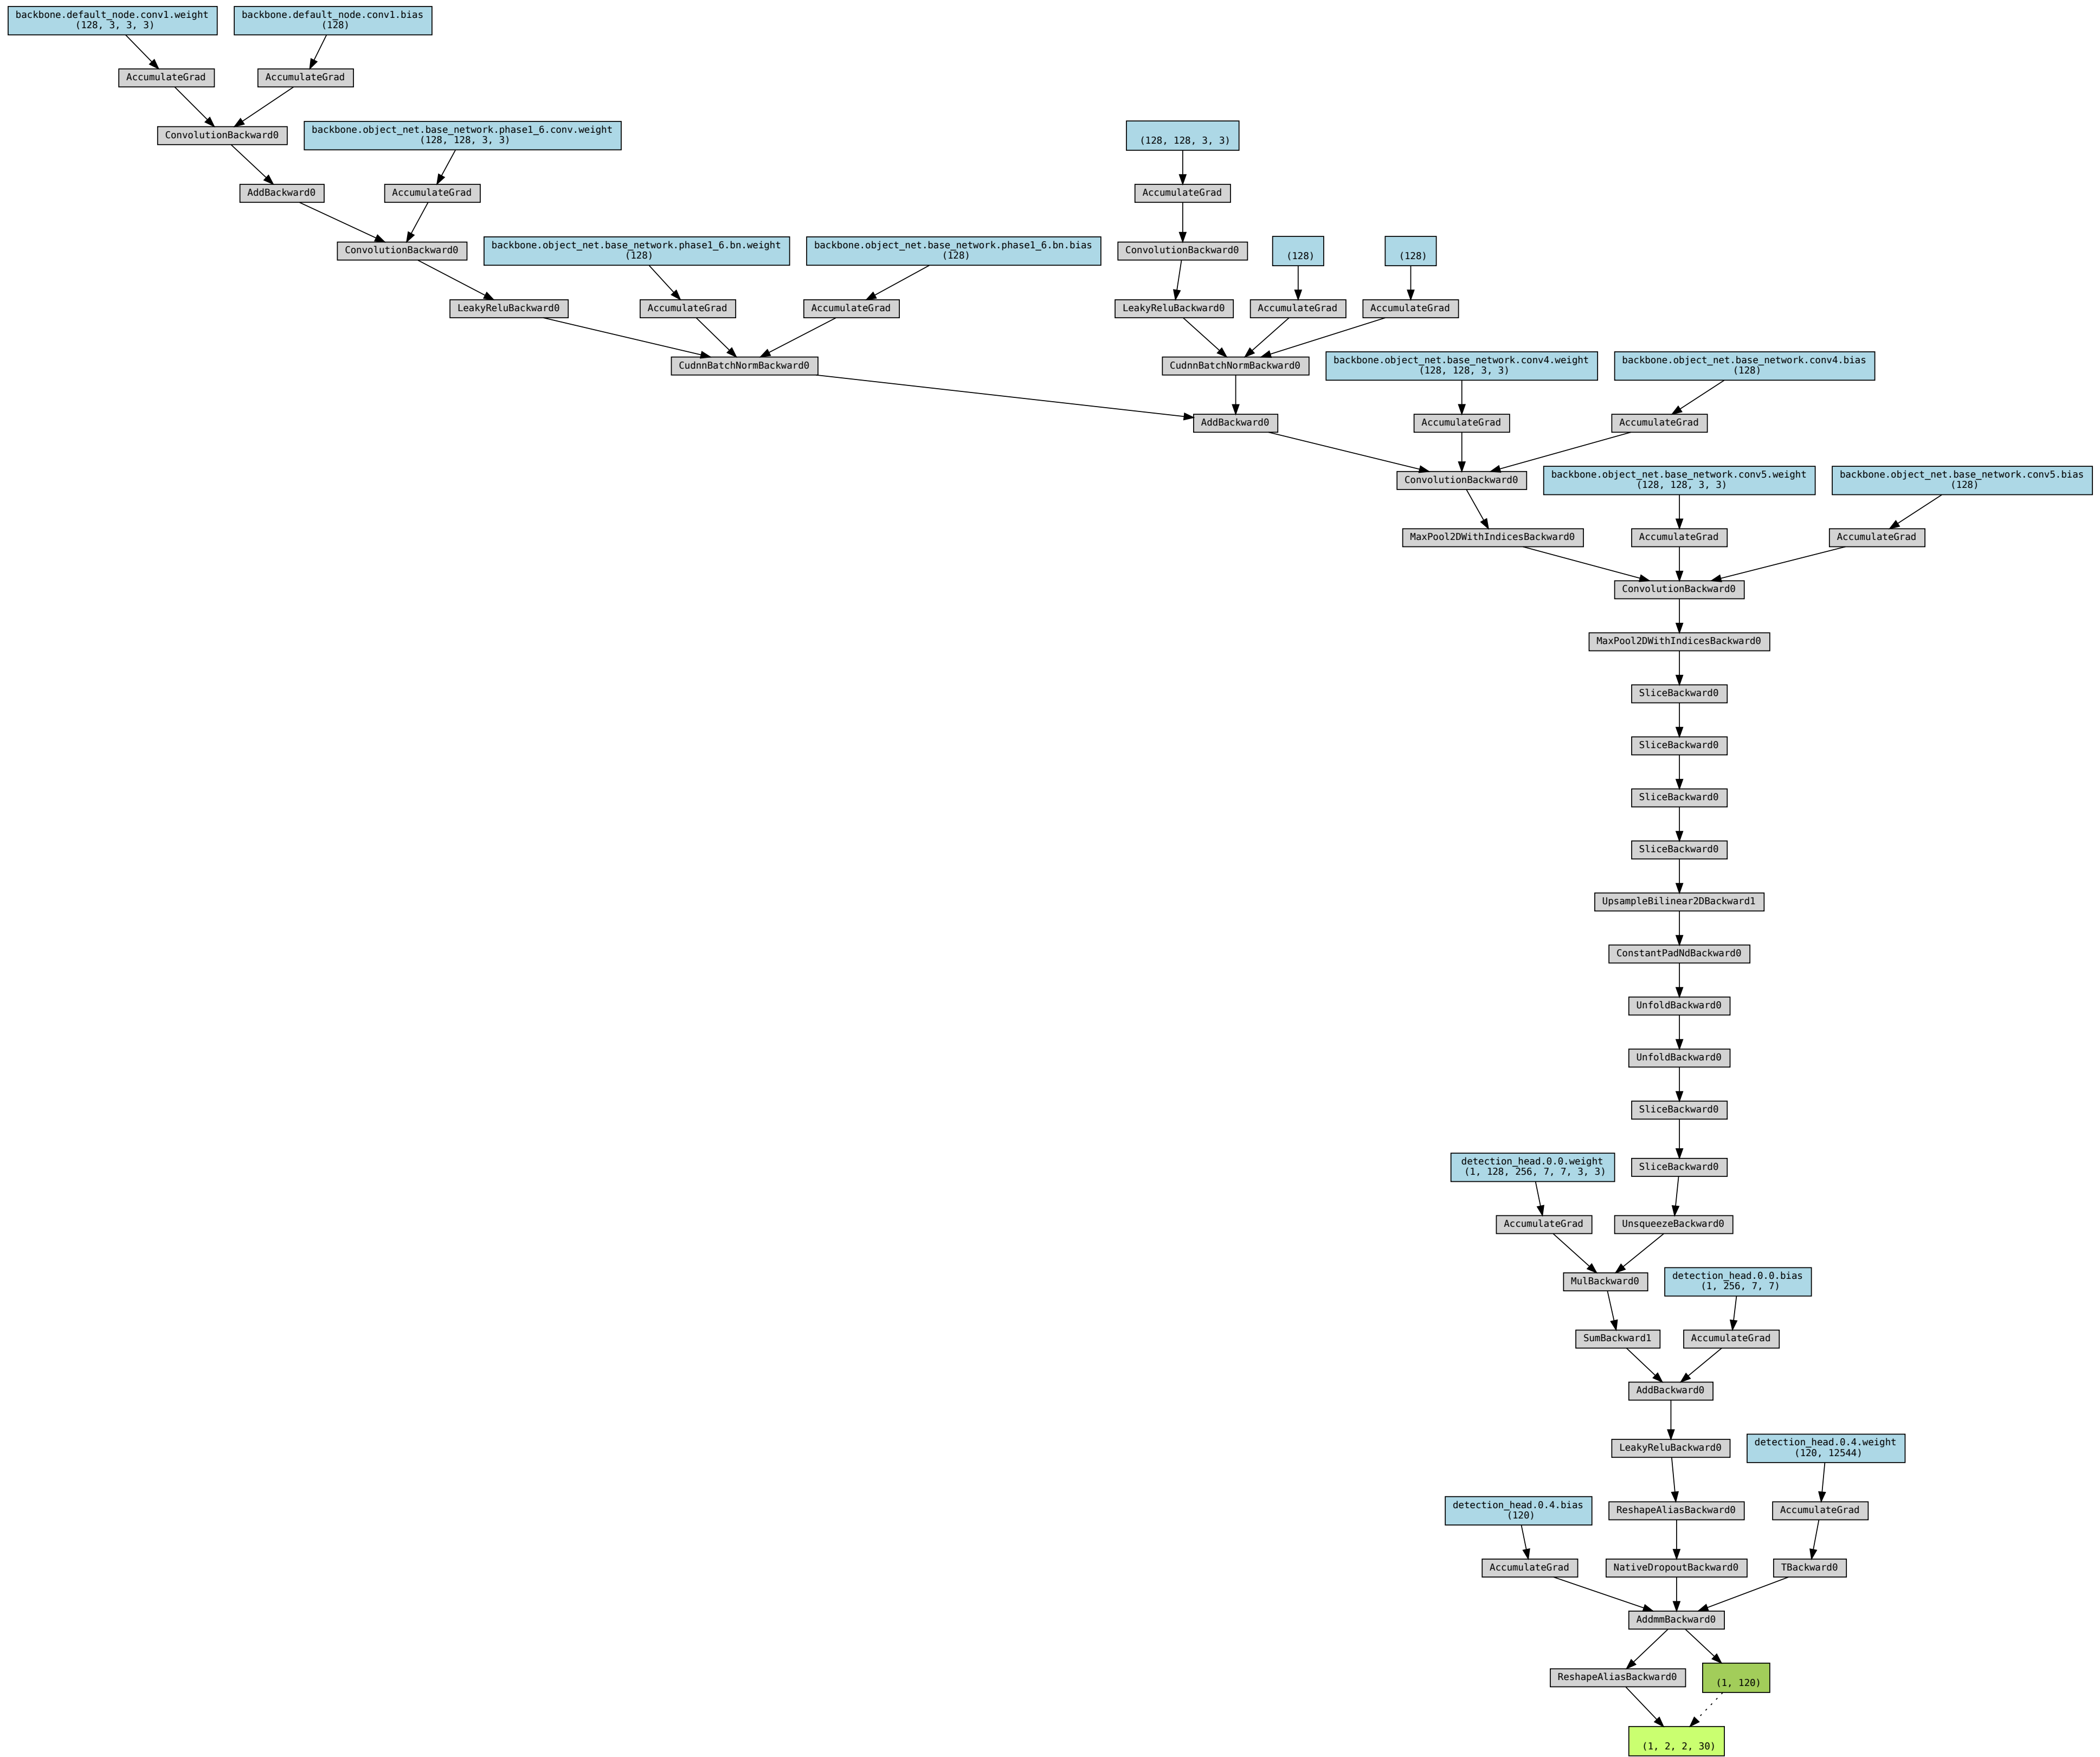 backbone.default_node.conv1.weight
(128, 3, 3, 3)
backbone.default_node.conv1.bias
(128)
AccumulateGrad
AccumulateGrad
ConvolutionBackward0
backbone.object_net.base_network.phase1_6.conv.weight
(128, 128, 3, 3)
(128, 128, 3, 3)
AddBackward0
AccumulateGrad
AccumulateGrad
ConvolutionBackward0
backbone.object_net.base_network.phase1_6.bn.weight
(128)
backbone.object_net.base_network.phase1_6.bn.bias
(128)
ConvolutionBackward0
(128)
(128)
LeakyReluBackward0
AccumulateGrad
AccumulateGrad
LeakyReluBackward0
AccumulateGrad
AccumulateGrad
CudnnBatchNormBackward0
CudnnBatchNormBackward0
backbone.object_net.base_network.conv4.weight
(128, 128, 3, 3)
backbone.object_net.base_network.conv4.bias
(128)
AddBackward0
AccumulateGrad
AccumulateGrad
ConvolutionBackward0
backbone.object_net.base_network.conv5.weight
(128, 128, 3, 3)
backbone.object_net.base_network.conv5.bias
(128)
MaxPool2DWithIndicesBackward0
AccumulateGrad
AccumulateGrad
ConvolutionBackward0
MaxPool2DWithIndicesBackward0
SliceBackward0
SliceBackward0
SliceBackward0
SliceBackward0
UpsampleBilinear2DBackward1
ConstantPadNdBackward0
UnfoldBackward0
UnfoldBackward0
SliceBackward0
detection_head.0.0.weight
(1, 128, 256, 7, 7, 3, 3)
SliceBackward0
AccumulateGrad
UnsqueezeBackward0
MulBackward0
detection_head.0.0.bias
(1, 256, 7, 7)
SumBackward1
AccumulateGrad
AddBackward0
LeakyReluBackward0
detection_head.0.4.weight
(120, 12544)
detection_head.0.4.bias
(120)
ReshapeAliasBackward0
AccumulateGrad
AccumulateGrad
NativeDropoutBackward0
TBackward0
AddmmBackward0
ReshapeAliasBackward0
(1, 120)
(1, 2, 2, 30)